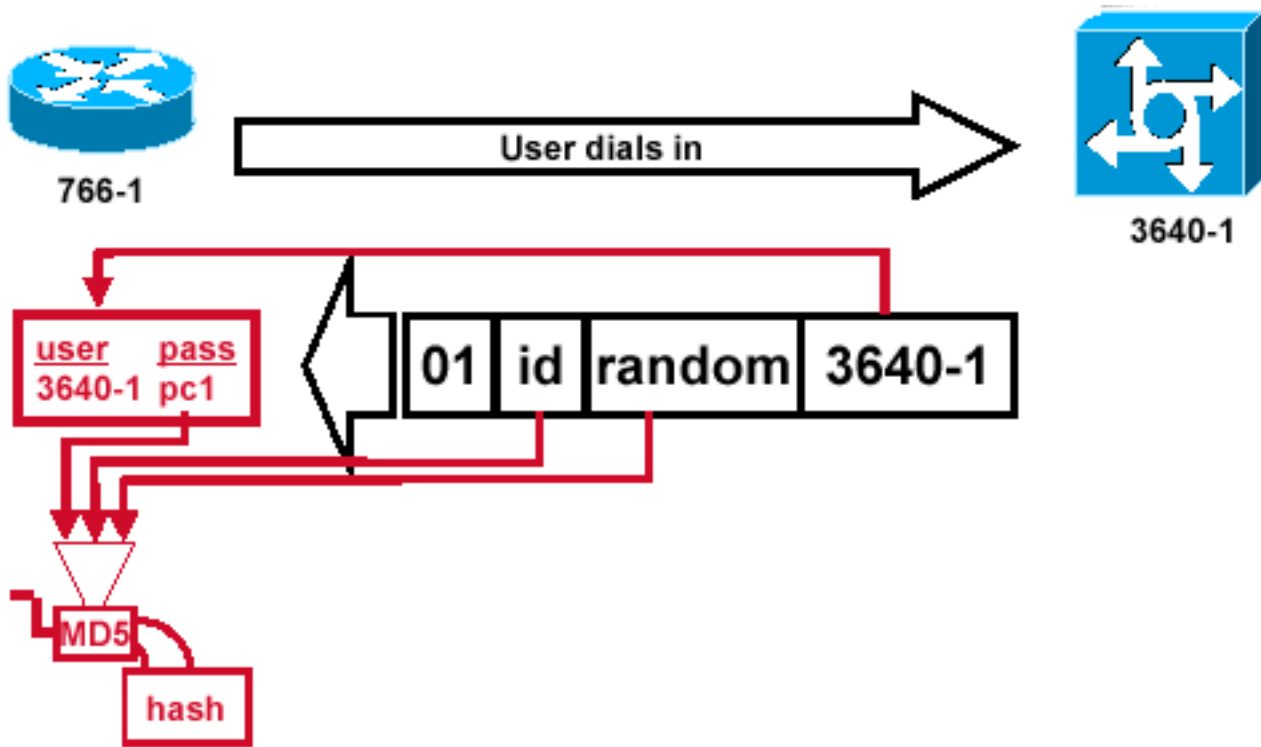 User dials in
766-1
3640-1
user pass
3640-1 pc1
01 id random 3640-1
MD5
hash